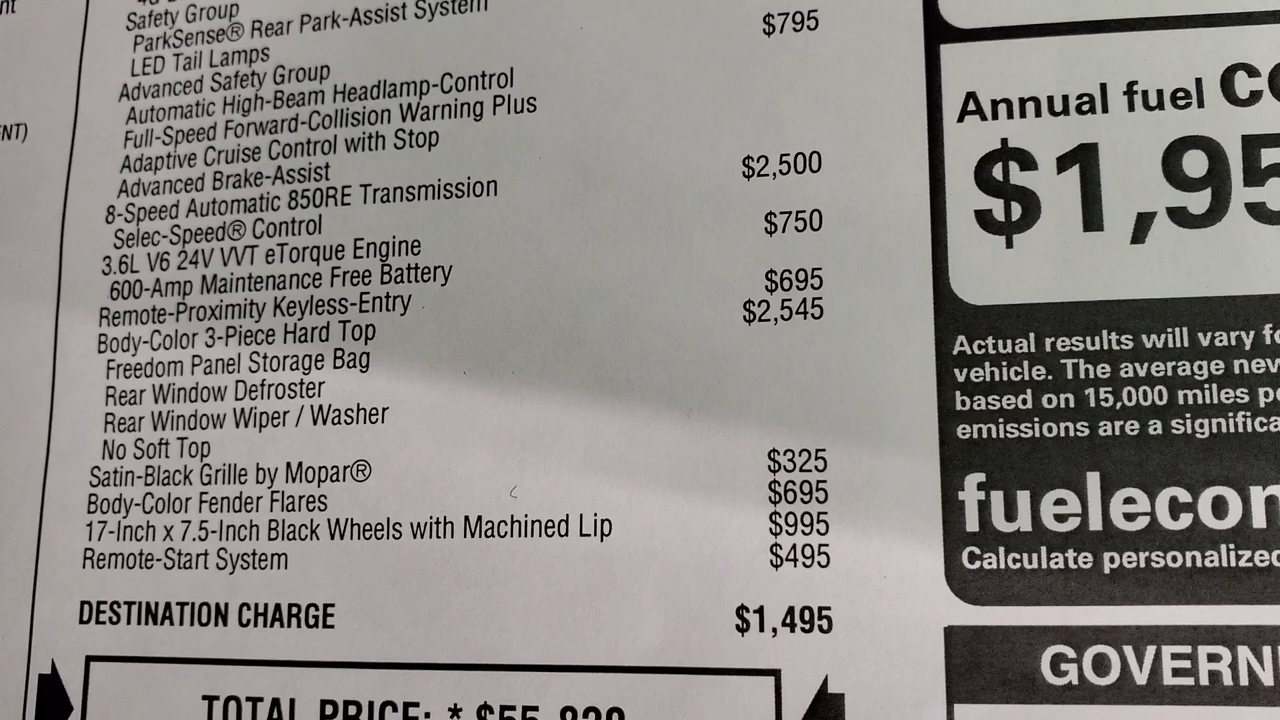 nt
ENT)
Safety Group
ParkSense® Rear Park-Assist System
LED Tail Lamps
Advanced Safety Group $795
Automatic High-Beam Headlamp-Control
Full-Speed Forward-Collision Warning Plus
Adaptive Cruise Control with Stop
Advanced Brake-Assist
8-Speed Automatic 850RE Transmission $2,500
Selec-Speed® Control
3.6L V6 24V VVT eTorque Engine $750
600-Amp Maintenance Free Battery
Remote-Proximity Keyless-Entry $695
Body-Color 3-Piece Hard Top $2,545
Freedom Panel Storage Bag
Rear Window Defroster
Rear Window Wiper / Washer
No Soft Top
Satin-Black Grille by Mopar® $325
Body-Color Fender Flares $695
17-Inch x 7.5-Inch Black Wheels with Machined Lip $995
Remote-Start System $495
DESTINATION CHARGE $1,495
TOTAL PRICE: *
Annual fuel
$1,95
Actual results will vary
vehicle. The average
based on 15,000 miles
emissions are a
fuelecon
Calculate
GOVERN